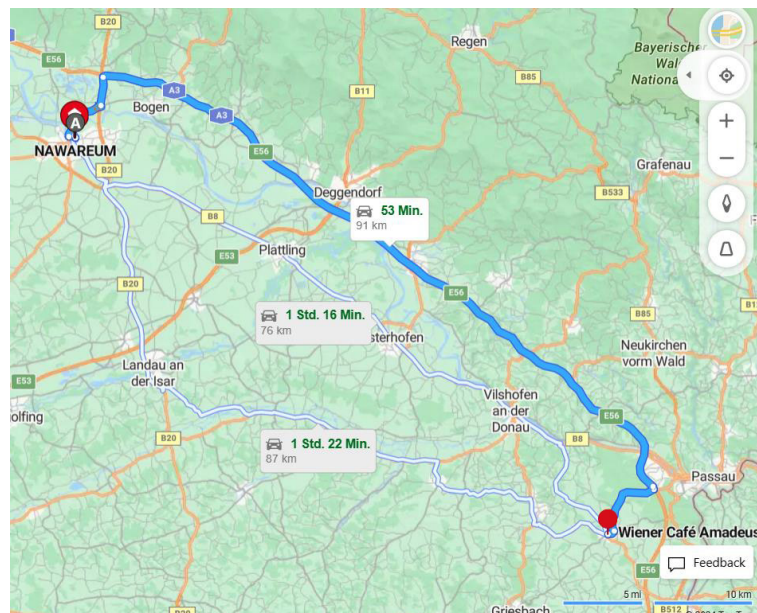 B20
E56
Regen
Bayerischer
Wal
Nationa
B85
A3
Bogen
A3
B11
A
NAWAREUM
E56
B20
Grafenau
Deggendorf
B533
53 Min.
91 km
B8
E53
Plattling
B20
E56
1 Std. 16 Min.
76 km
sterhofen
B85
Neukirchen
vorm Wald
E53
Landau an
der Isar
olfing
Vilshofen
an der
Donau
E56
B20
B8
1 Std. 22 Min.
87 km
Passau
Wiener Café Amadeus
Feedback
E56
5 mi
10 km
Griesbach
B20
B512